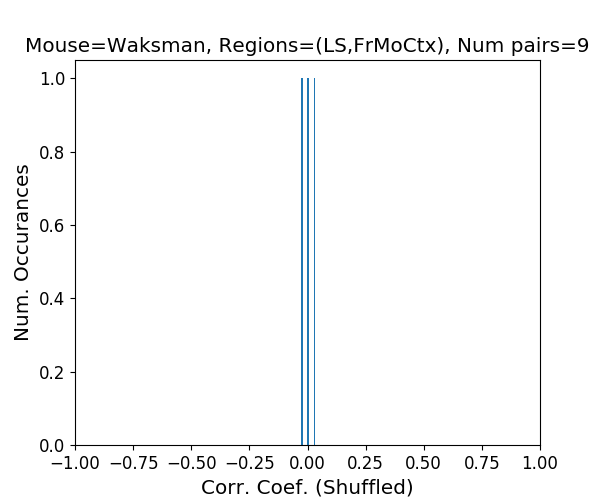 Mouse=Waksman, Regions=(LS,FrMoCtx), Num pairs=9
1.0
0.8
0.6
0.4
0.2
0.0
Num. Occurances
−1.00 −0.75 −0.50 −0.25 0.00 0.25 0.50 0.75 1.00
Corr. Coef. (Shuffled)